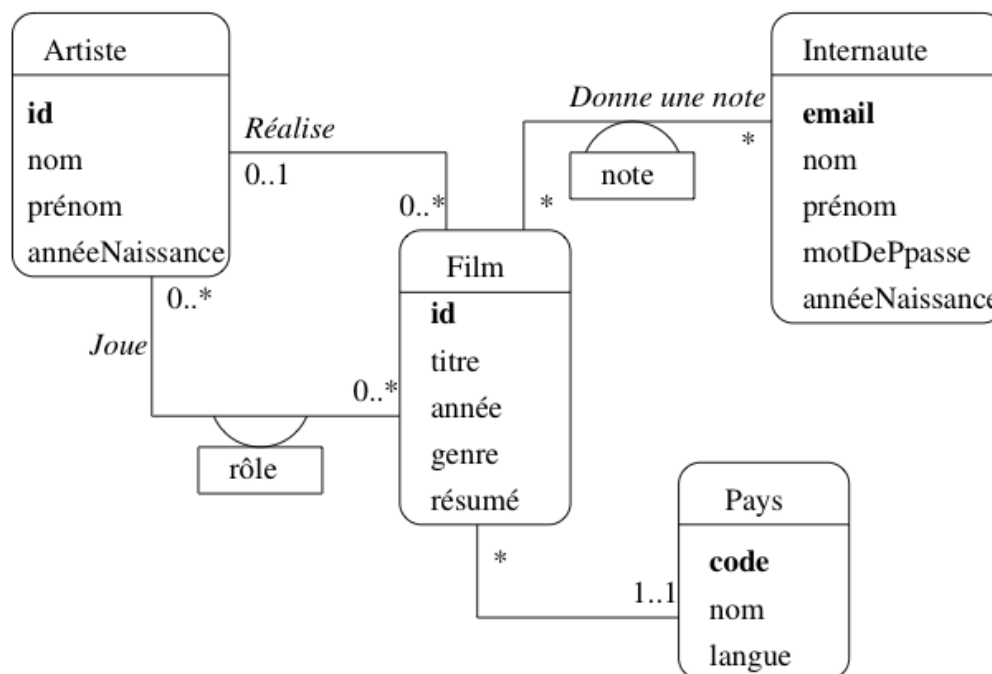 Artiste
id
nom
prénom
annéeNaissance
Réalise
0..1
0..*
0..*
Joue
0..*
rôle
Film
id
titre
année
genre
résumé
Donne une note
*
*
note
Internaute
email
nom
prénom
motDePpasse
annéeNaissance
*
1..1
Pays
code
nom
langue